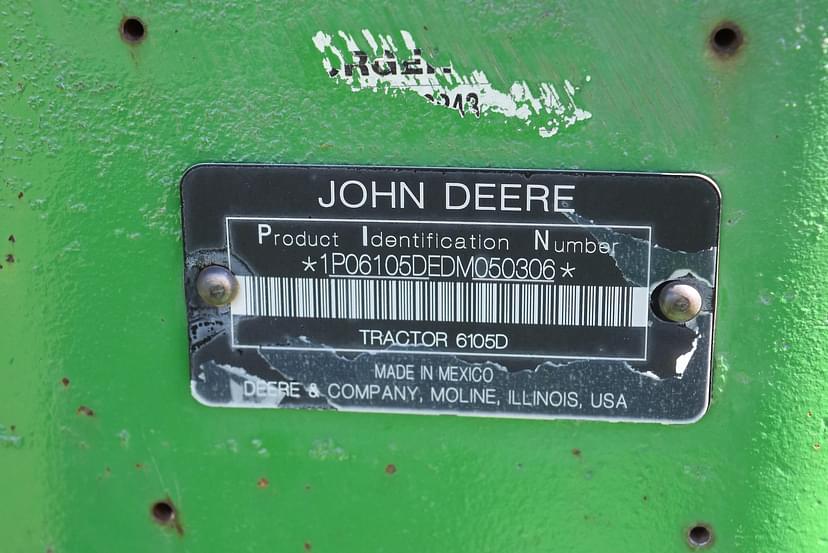 JOHN DEERE
Product Identification Number
*1P06105DEDM050306*
TRACTOR 6105D
MADE IN MEXICO
DEERE & COMPANY, MOLINE, ILLINOIS, USA